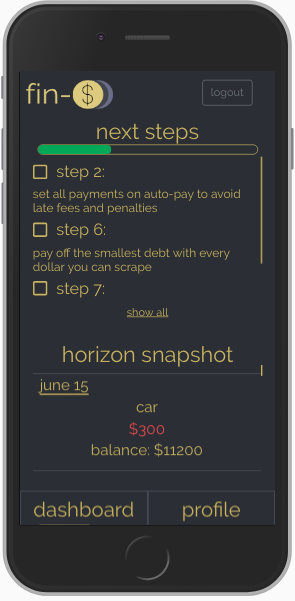 fin-$
logout
next steps
step 2:
set all payments on auto-pay to avoid
late fees and penalties
step 6:
pay off the smallest debt with every
dollar you can scrape
step 7:
show all
horizon snapshot
june 15
car
$300
balance: $11200
dashboard profile